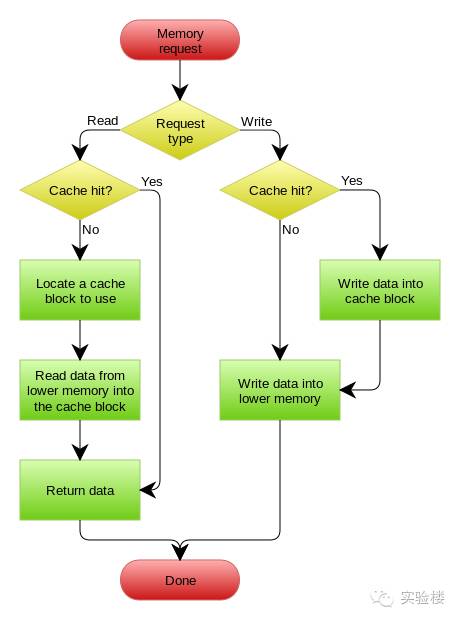 Memory
request
Request
type
Read
Write
Cache hit?
Yes
No
Cache hit?
Yes
No
Locate a cache
block to use
Write data into
cache block
Read data from
lower memory into
the cache block
Write data into
lower memory
Return data
Done
实验楼